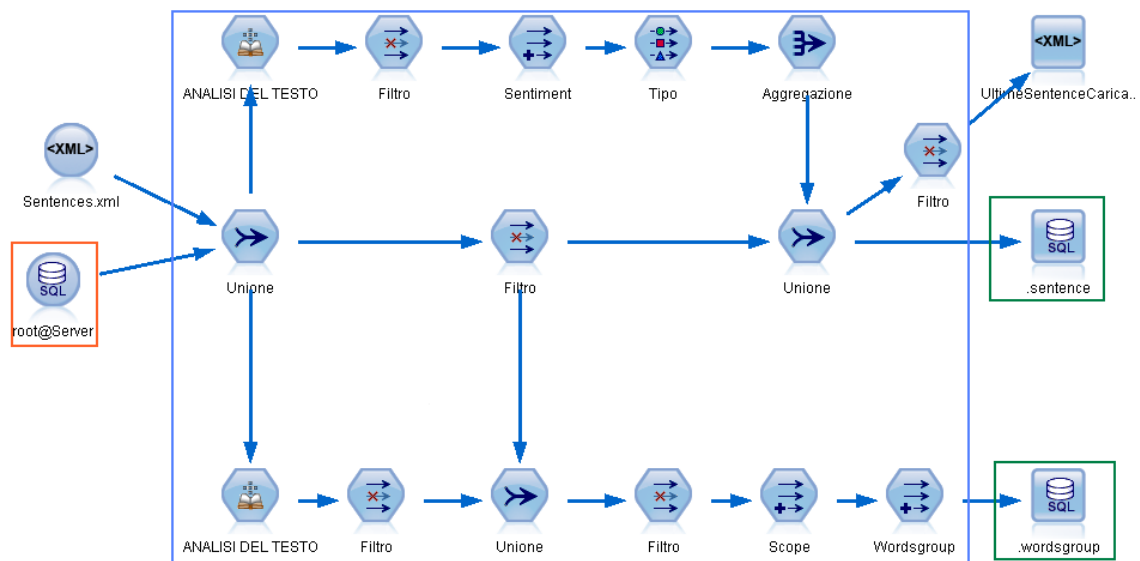 ANALISI DEL TESTO
Filtro
Sentiment
Tipo
Aggregazione
<XML>
UltimeSentenceCarica..
<XML>
Sentences.xml
Filtro
SQL
root@Server
Unione
Filtro
Unione
SQL
.sentence
ANALISI DEL TESTO
Filtro
Unione
Filtro
Scope
Wordsgroup
SQL
.wordsgroup